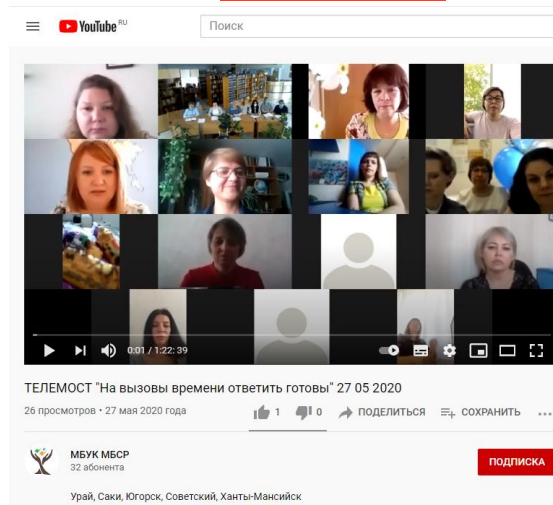 YouTube RU
Поиск
0:01 / 1:22:39
ТЕЛЕМОСТ "На вызовы времени ответить готовы" 27 05 2020
26 просмотров • 27 мая 2020 года
1
0
ПОДЕЛИТЬСЯ
СОХРАНИТЬ
МБУК МБСР
32 абонента
ПОДПИСКА
Урай, Саки, Югорск, Советский, Ханты-Мансийск